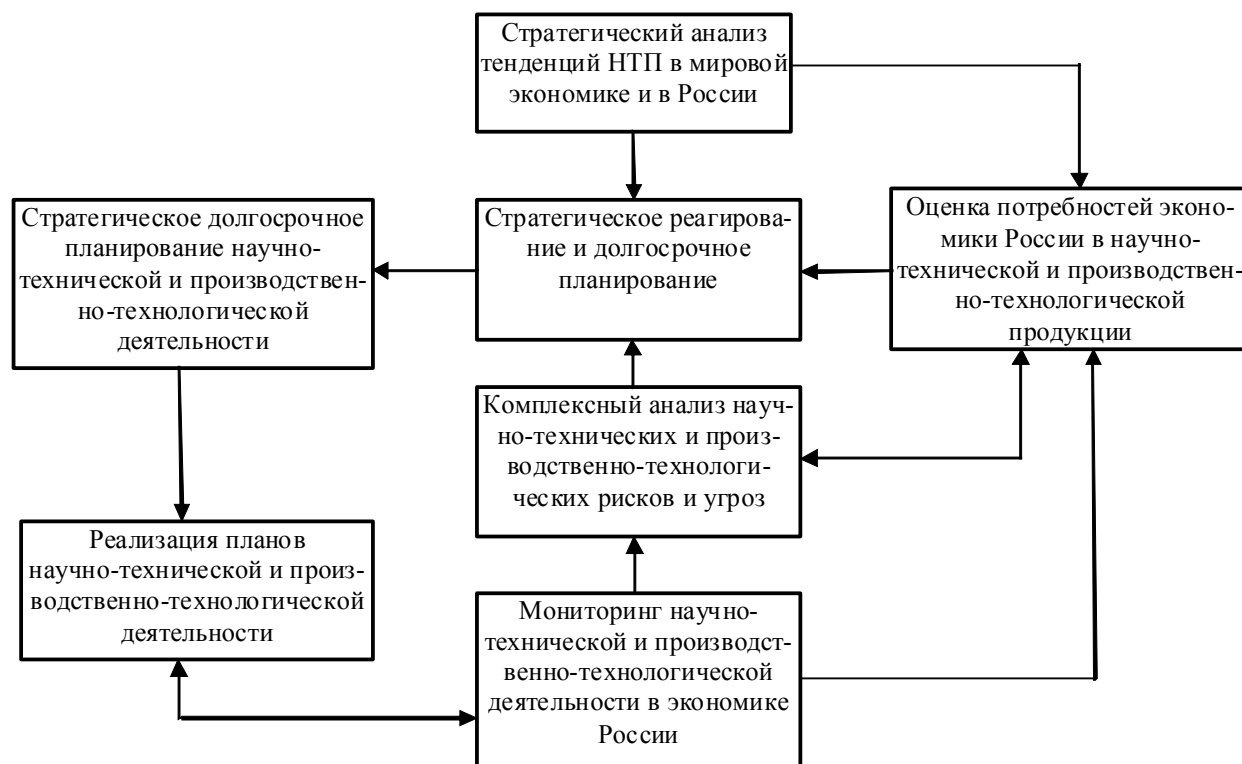 Стратегический анализ
тенденций НТП в мировой
экономике и в России
Стратегическое долгосрочное
планирование научно-
технической и производствен-
но-технологической
деятельности
Стратегическое реагирова-
ние и долгосрочное
планирование
Оценка потребностей эконо-
мики России в научно-
технической и производствен-
но-технологической
продукции
Комплексный анализ науч-
но-технических и произ-
водственно-технологи-
ческих рисков и угроз
Реализация планов
научно-технической и произ-
водственно-технологической
деятельности
Мониторинг научно-
технической и производст-
венно-технологической
деятельности в экономике
России